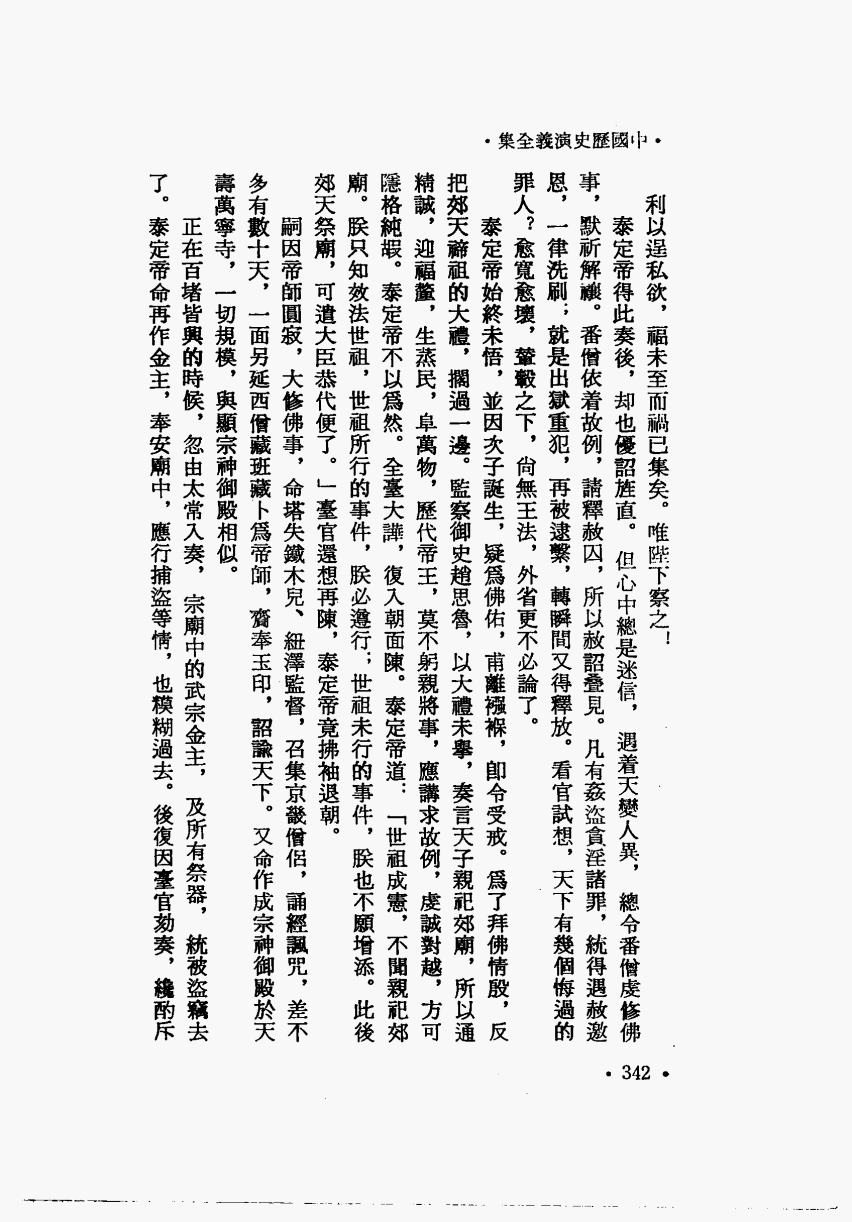 ·中國歷史演義全集·
利以逞私欲，福未至而禍已集矣。唯陛下察之！
泰定帝得此奏後，却也優詔旌直。但心中總是迷信，遇着天變人異，總令番僧虔修佛
事，默祈解禳。番僧依着故例，請釋赦囚，所以赦詔叠見。凡有姦盜貪淫諸罪，統得遇赦邀
恩，一律洗刷；就是出獄重犯，再被逮繫，轉瞬間又得釋放。看官試想，天下有幾個悔過的
罪人？愈寬愈壞，輦轂之下，尙無王法，外省更不必論了。
泰定帝始終未悟，並因次子誕生，疑爲佛佑，甫離襁褓，卽令受戒。爲了拜佛情殷，反
把郊天禘祖的大禮，擱過一邊。監察御史趙思魯，以大禮未擧，奏言天子親祀郊廟，所以通
精誠，迎福釐，生蒸民，阜萬物，歷代帝王，莫不躬親將事，應講求故例，虔誠對越，方可
隱格純嘏。泰定帝不以爲然。全臺大譁，復入朝面陳。泰定帝道：「世祖成憲，不聞親祀郊
廟。朕只知效法世祖，世祖所行的事件，朕必遵行；世祖未行的事件，朕也不願增添。此後
郊天祭廟，可遣大臣恭代便了。」臺官還想再陳，泰定帝竟拂袖退朝。
嗣因帝師圓寂，大修佛事，命塔失鐵木兒、紐澤監督，召集京畿僧侶，誦經諷咒，差不
多有數十天，一面另延西僧藏班藏卜爲帝師，齎奉玉印，詔諭天下。又命作成宗神御殿於天
壽萬寧寺，一切規模，與顯宗神御殿相似。
正在百堵皆興的時候，忽由太常入奏，宗廟中的武宗金主，及所有祭器，統被盜竊去
了。泰定帝命再作金主，奉安廟中，應行捕盜等情，也糢糊過去。後復因臺官劾奏，纔酌斥
·342·